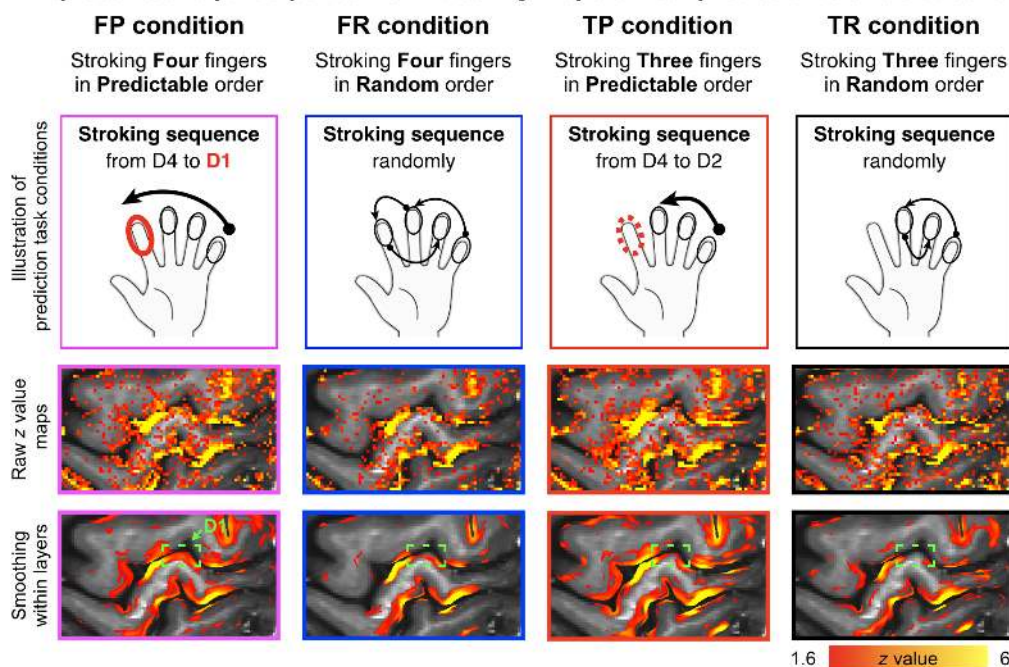 FP condition
Stroking Four fingers
in Predictable order
FR condition
Stroking Four fingers
in Random order
TP condition
Stroking Three fingers
in Predictable order
TR condition
Stroking Three fingers
in Random order
Illustration of
prediction task conditions
Stroking sequence
from D4 to D1
Stroking sequence
randomly
Stroking sequence
from D4 to D2
Stroking sequence
randomly
Raw z value
maps
Smoothing
within layers
D1
1.6
z value
6